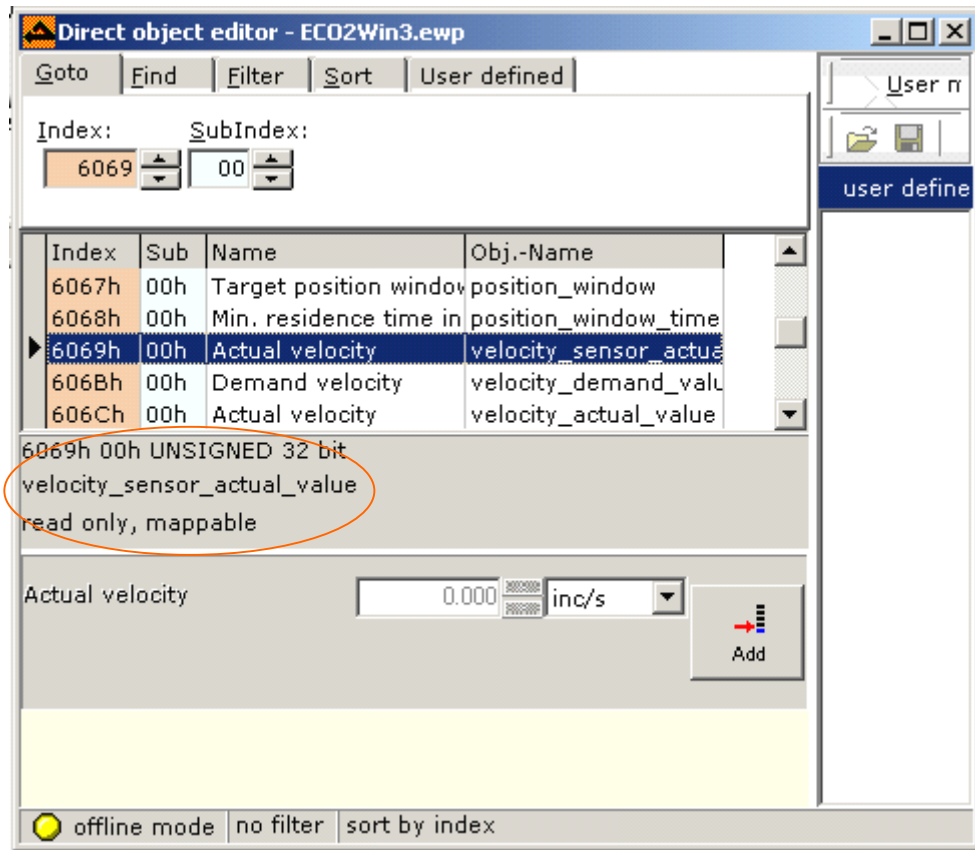 Direct object editor - ECO2Win3.ewp
Goto Find Filter Sort User defined
User m
Index: SubIndex:
6069 00
user define
Index Sub Name Obj.-Name
6067h 00h Target position window position_window
6068h 00h Min. residence time in position_window_time
6069h 00h Actual velocity velocity_sensor_actua
606Bh 00h Demand velocity velocity_demand_valu
606Ch 00h Actual velocity velocity_actual_value
6069h 00h UNSIGNED 32 bit
velocity_sensor_actual_value
read only, mappable
Actual velocity 0.000 inc/s
Add
offline mode no filter sort by index